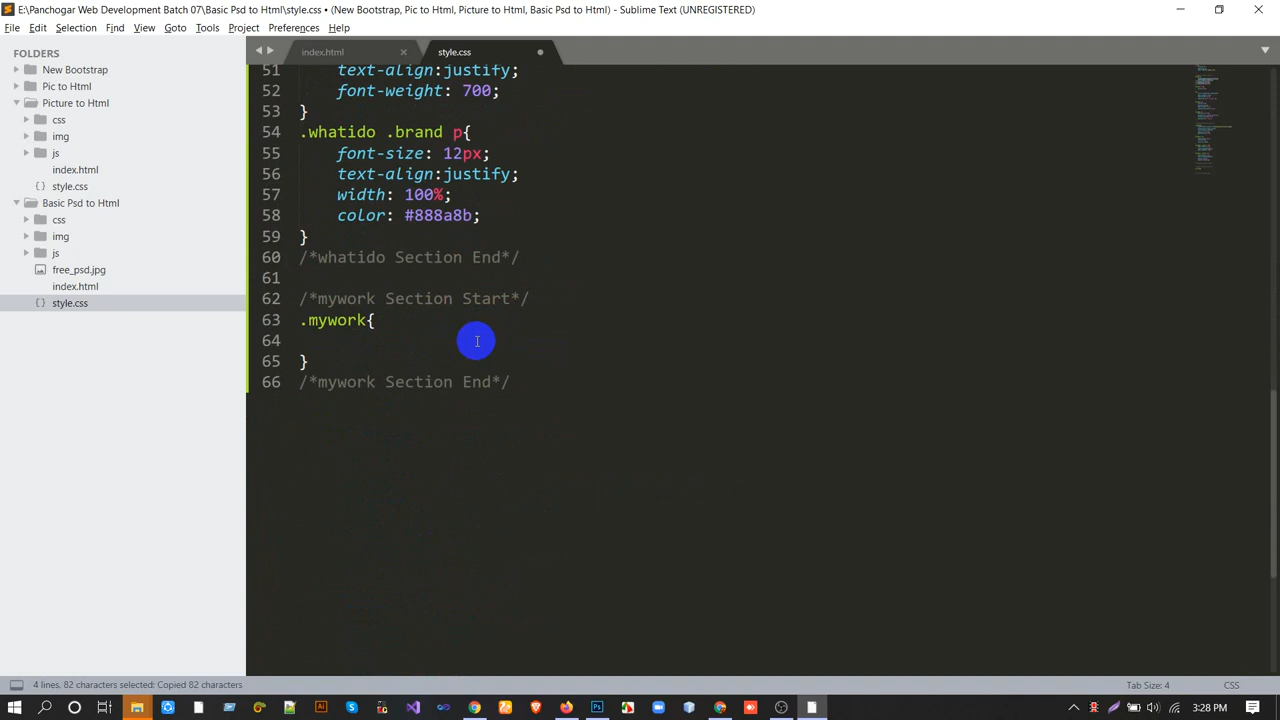 E:\Panchogar Web Development Batch 07\Basic Psd to Html\style.css • (New Bootstrap, Pic to Html, Picture to Html, Basic Psd to Html) - Sublime Text (UNREGISTERED)
File Edit Selection Find View Goto Tools Project Preferences Help
FOLDERS
New Bootstrap
Pic to Html
Picture to Html
css
img
js
index.html
style.css
Basic Psd to Html
css
img
js
free_psd.jpg
index.html
style.css
index.html
style.css
51 text-align:justify;
52 font-weight: 700;
53 }
54 .whatido .brand p{
55 font-size: 12px;
56 text-align:justify;
57 width: 100%;
58 color: #888a8b;
59 }
60 /*whatido Section End*/
61
62 /*mywork Section Start*/
63 .mywork{
64
65 }
66 /*mywork Section End*/
4 lines, 82 characters selected: Copied 82 characters
Tab Size: 4
CSS
3:28 PM